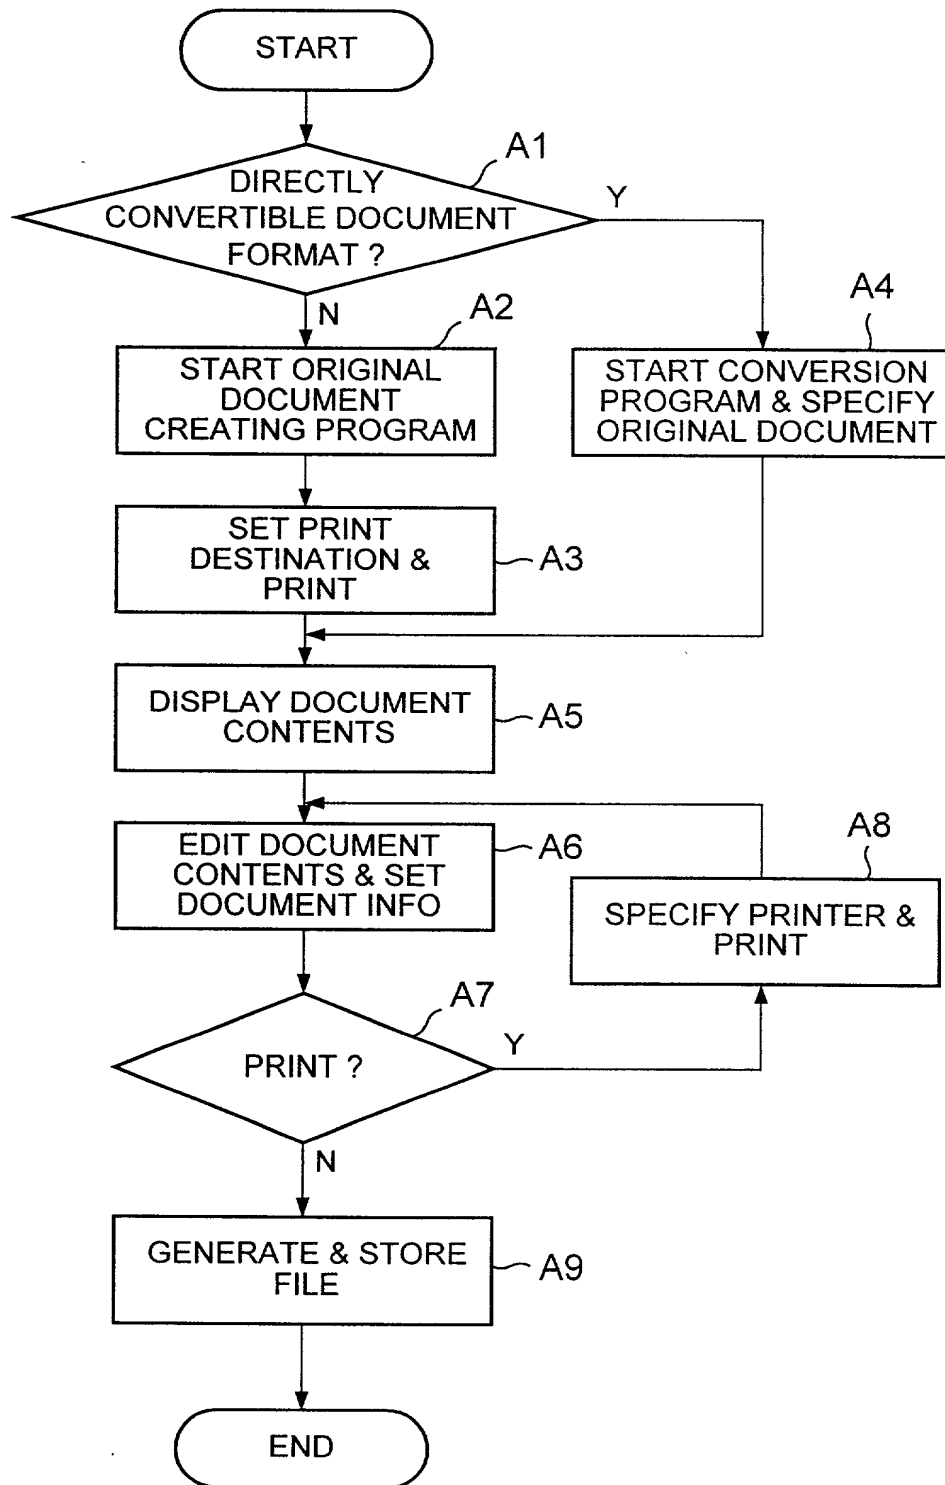 START
A1
DIRECTLY
CONVERTIBLE DOCUMENT
FORMAT ?
Y
N
A2
START ORIGINAL
DOCUMENT
CREATING PROGRAM
A4
START CONVERSION
PROGRAM & SPECIFY
ORIGINAL DOCUMENT
SET PRINT
DESTINATION &
PRINT
A3
DISPLAY DOCUMENT
CONTENTS
A5
EDIT DOCUMENT
CONTENTS & SET
DOCUMENT INFO
A6
A8
SPECIFY PRINTER &
PRINT
A7
PRINT ?
Y
N
GENERATE & STORE
FILE
A9
END